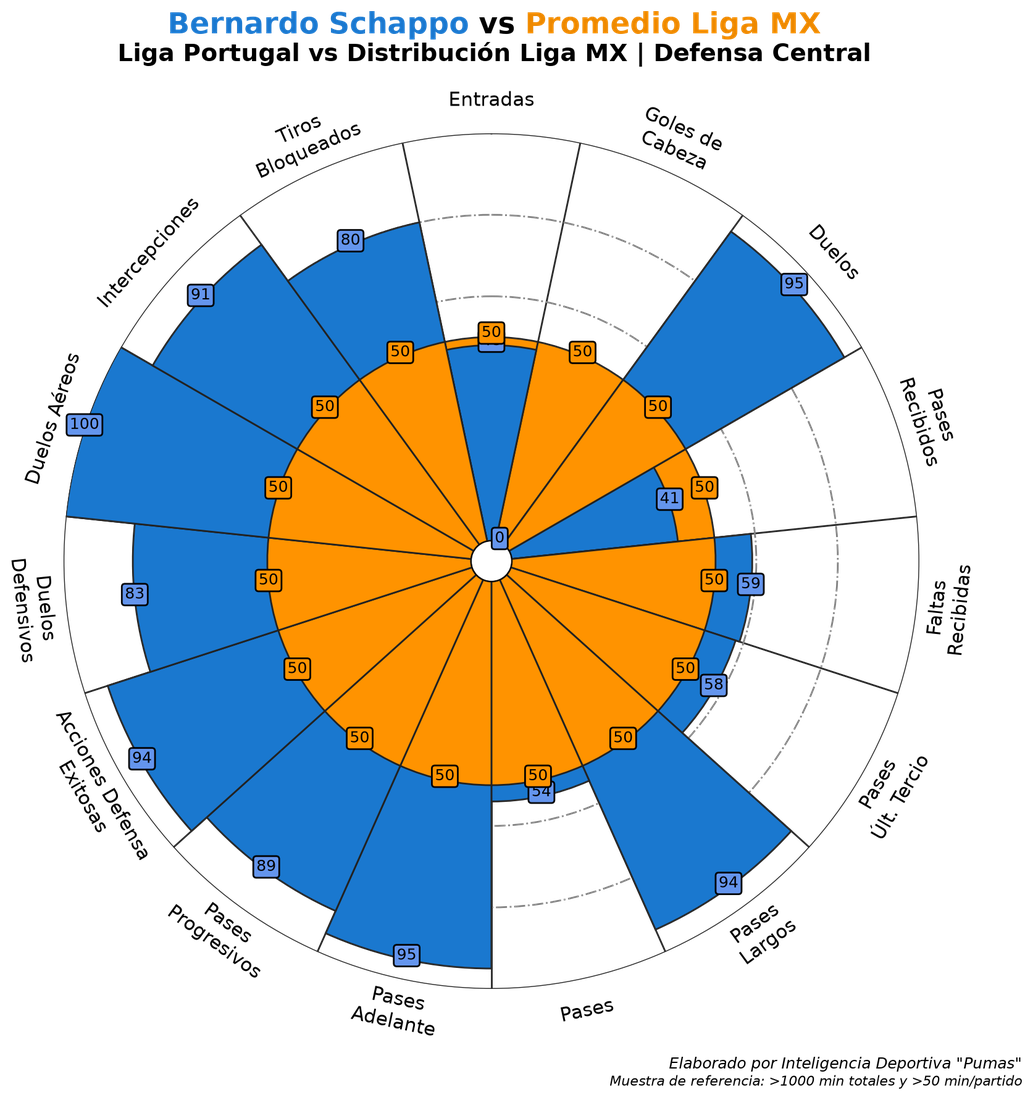 Bernardo Schappo vs Promedio Liga MX
Liga Portugal vs Distribución Liga MX | Defensa Central
Entradas
50
Goles de
Cabeza
50
0
Duelos
95
50
Pases
Recibidos
41
50
Faltas
Recibidas
59
50
Pases
Últ. Tercio
58
50
Pases
Largos
94
50
Pases
54
50
Pases
Adelante
95
50
Pases
Progresivos
89
50
Acciones Defensa
Exitosas
94
50
Duelos
Defensivos
83
50
Duelos Aéreos
100
50
Intercepciones
91
50
Tiros
Bloqueados
80
50
Elaborado por Inteligencia Deportiva "Pumas"
Muestra de referencia: >1000 min totales y >50 min/partido